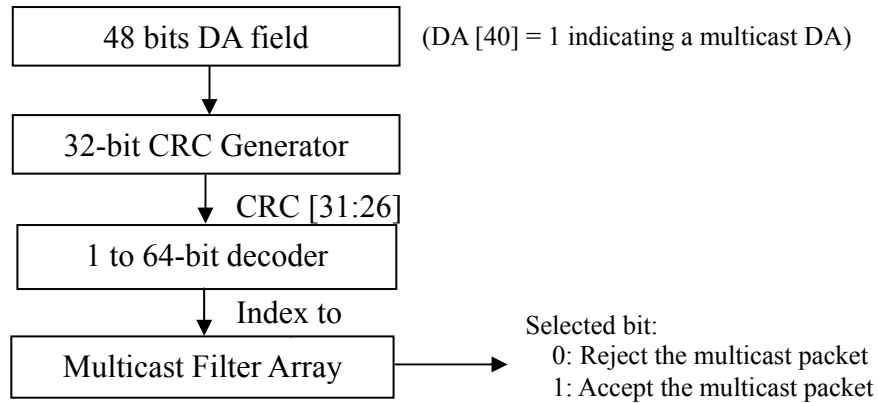 48 bits DA field
(DA [40] = 1 indicating a multicast DA)
32-bit CRC Generator
CRC [31:26]
1 to 64-bit decoder
Index to
Multicast Filter Array
Selected bit:
0: Reject the multicast packet
1: Accept the multicast packet